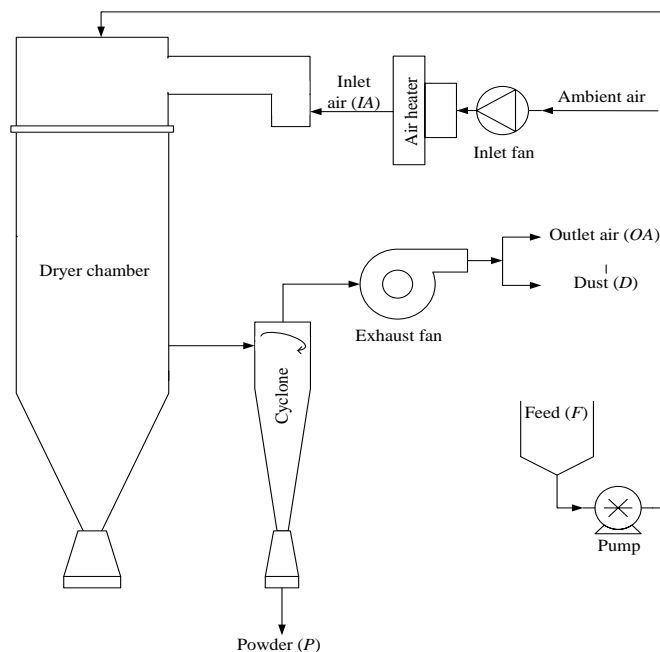 Inlet
air (IA)
Air heater
Ambient air
Inlet fan
Outlet air (OA)
Dryer chamber
Dust (D)
Exhaust fan
Cyclone
Feed (F)
Pump
Powder (P)